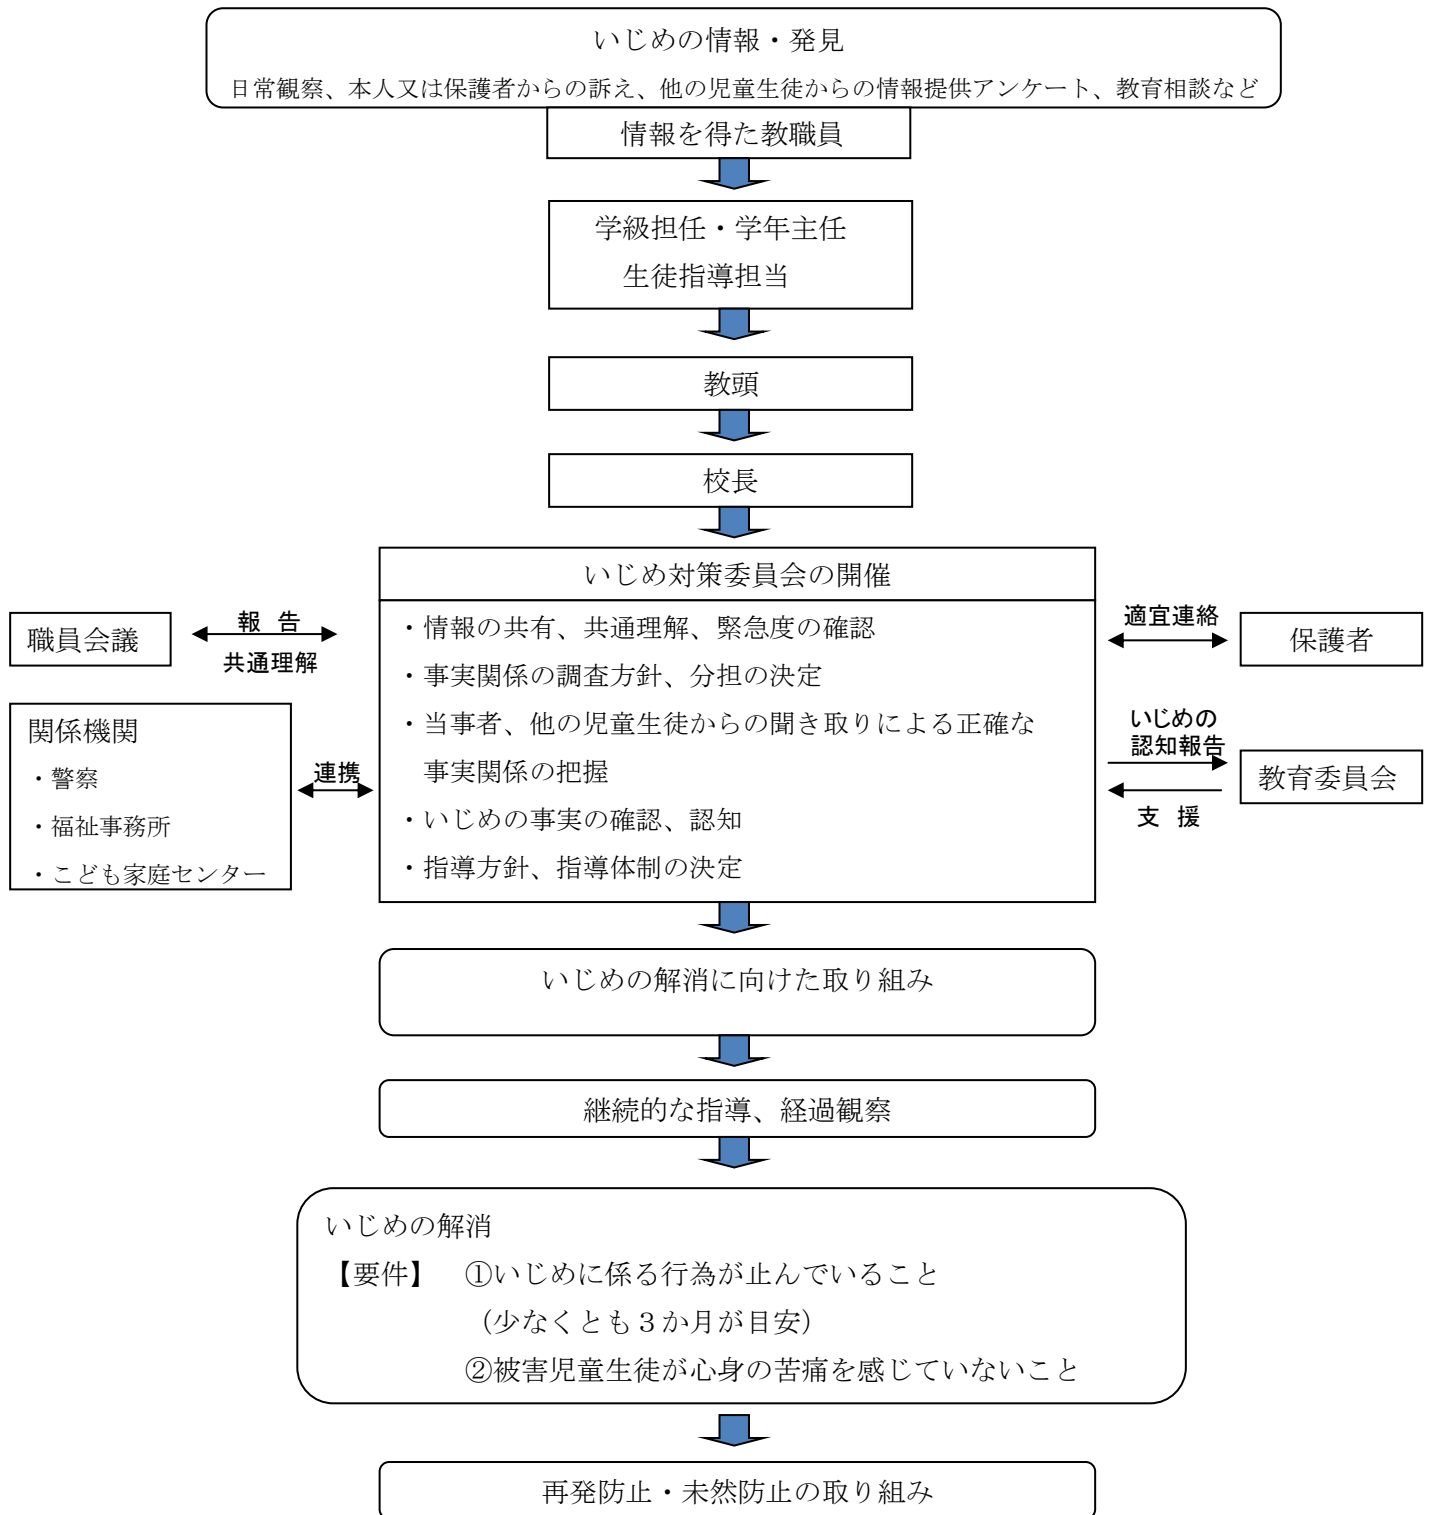 いじめの情報・発見
日常観察、本人又は保護者からの訴え、他の児童生徒からの情報提供アンケート、教育相談など
情報を得た教職員
学級担任・学年主任
生徒指導担当
教頭
校長
いじめ対策委員会の開催
・情報の共有、共通理解、緊急度の確認
・事実関係の調査方針、分担の決定
・当事者、他の児童生徒からの聞き取りによる正確な
事実関係の把握
・いじめの事実の確認、認知
・指導方針、指導体制の決定
職員会議
報 告
共通理解
関係機関
・警察
・福祉事務所
・こども家庭センター
連携
適宜連絡
保護者
いじめの
認知報告
教育委員会
支 援
いじめの解消に向けた取り組み
継続的な指導、経過観察
いじめの解消
【要件】 ①いじめに係る行為が止んでいること
（少なくとも３か月が目安）
②被害児童生徒が心身の苦痛を感じていないこと
再発防止・未然防止の取り組み